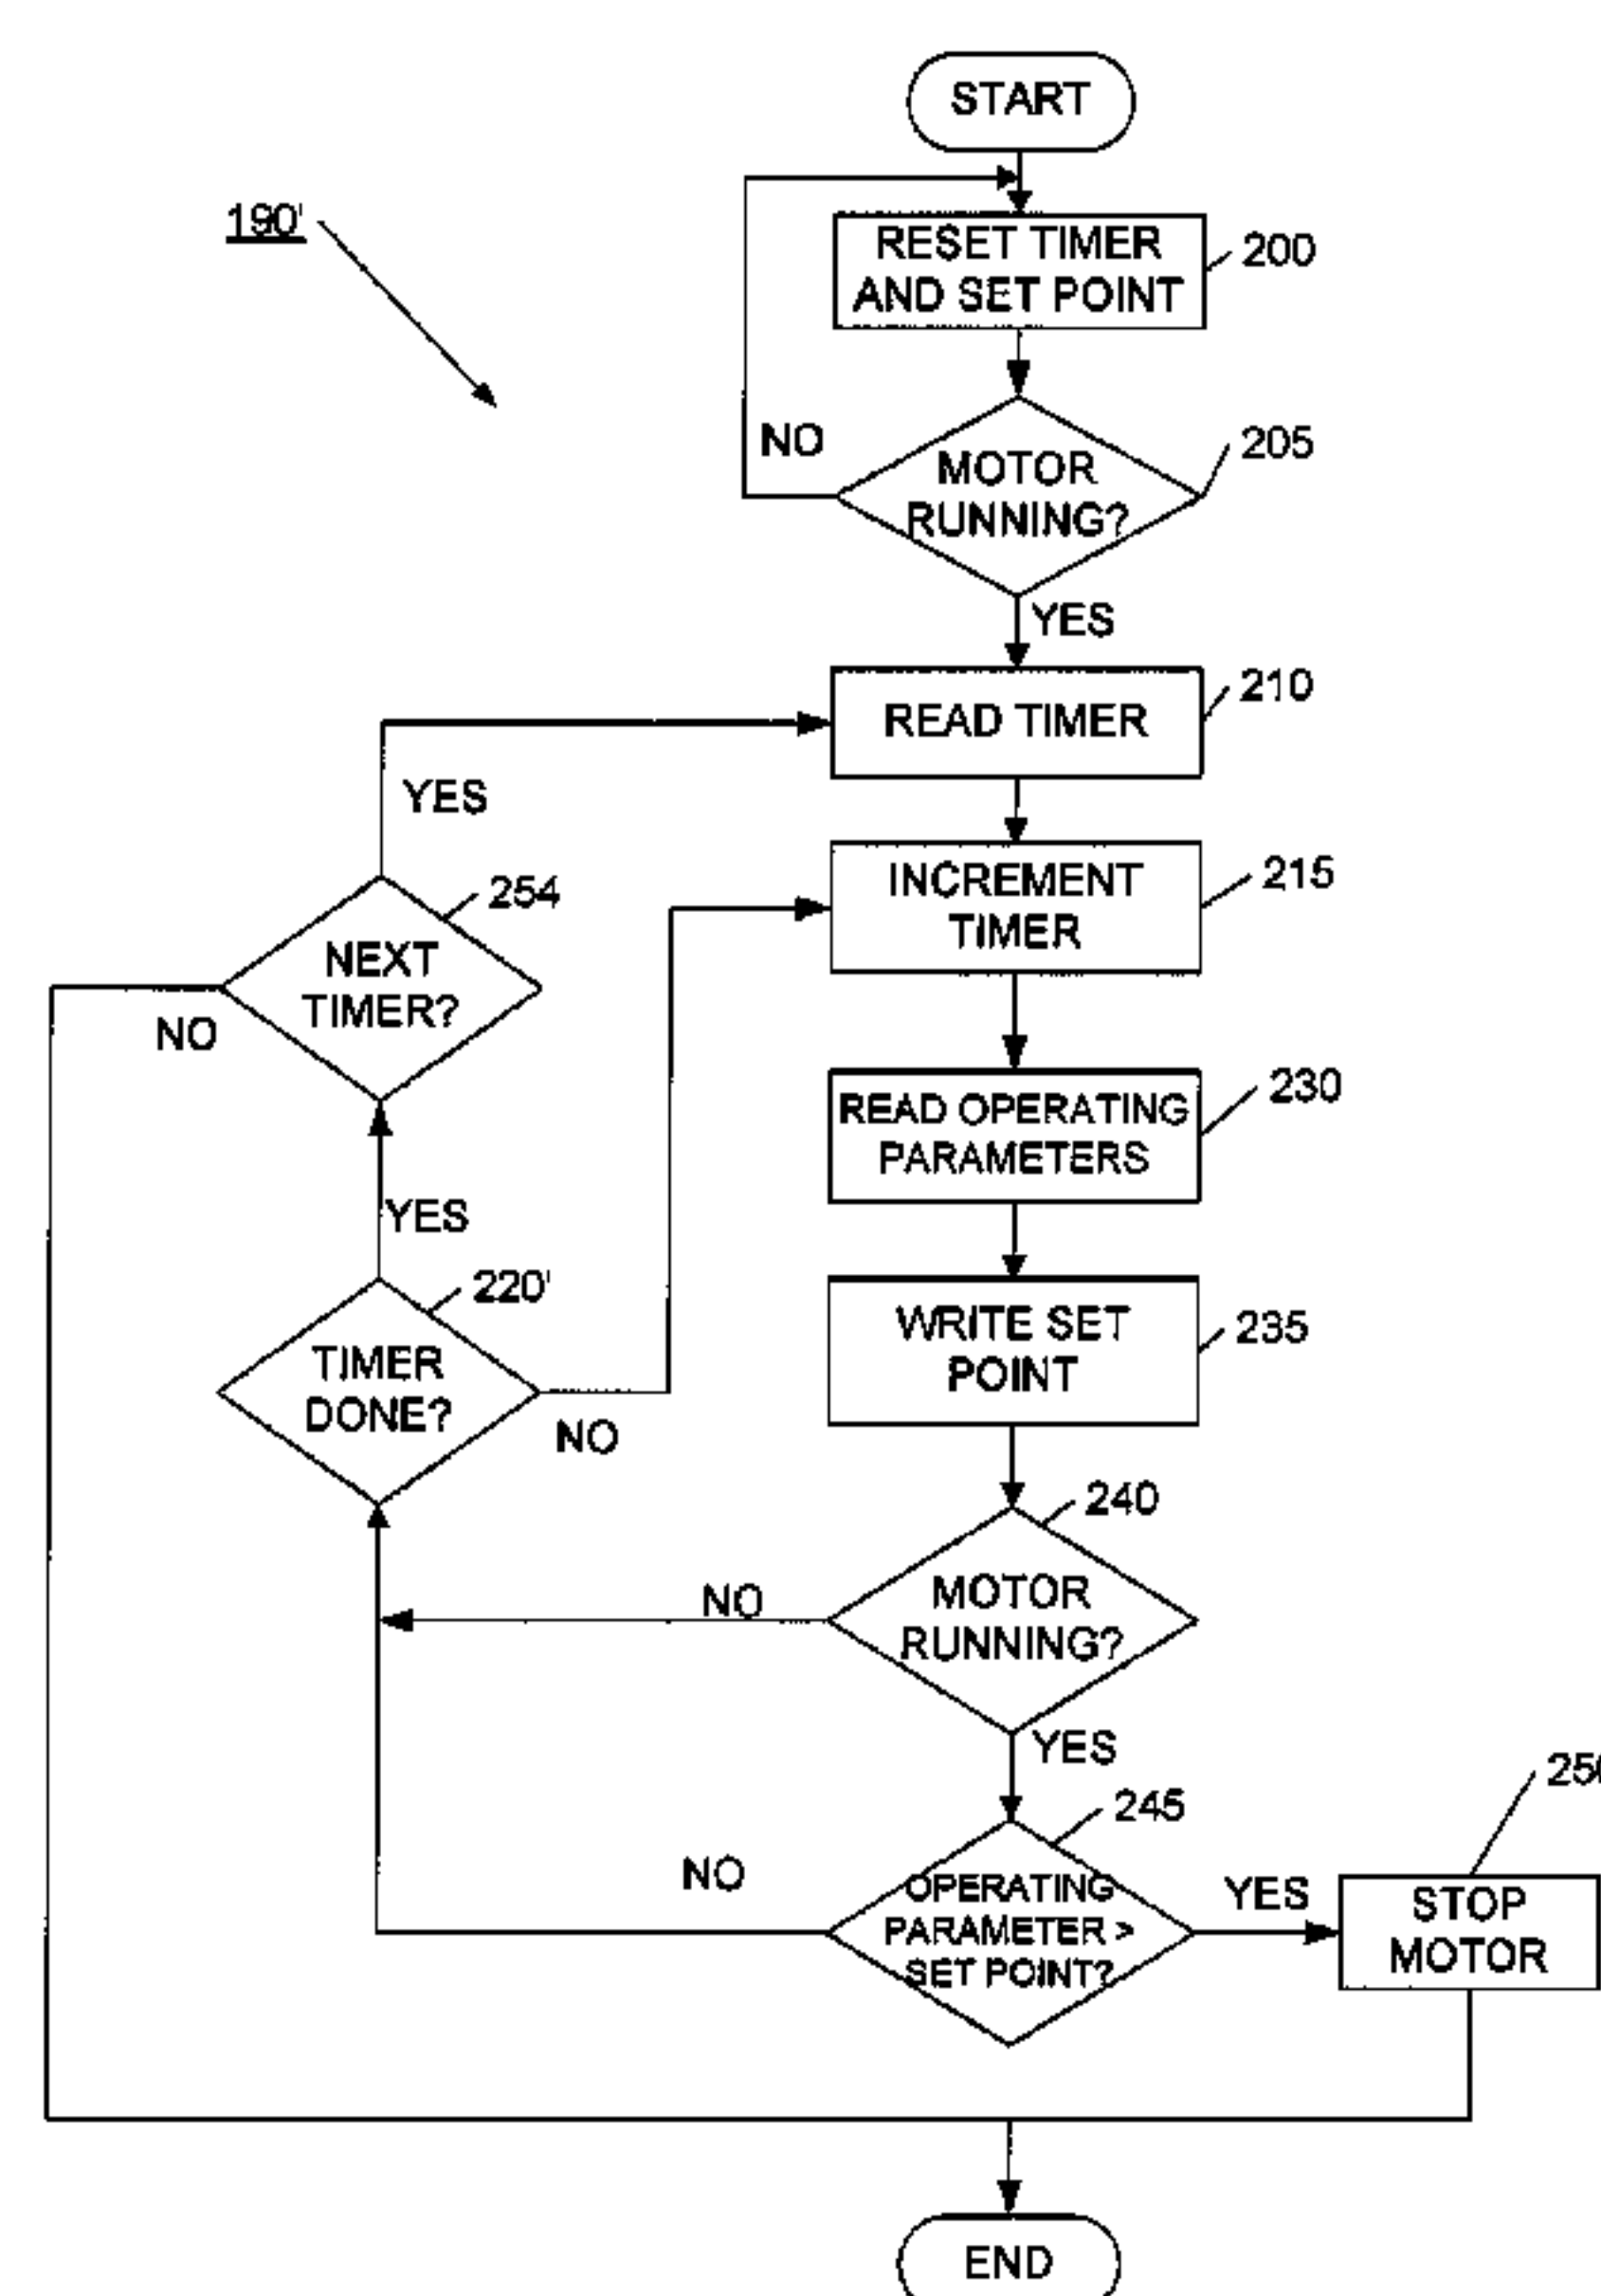 START
190'
RESET TIMER
AND SET POINT
200
NO
MOTOR
RUNNING?
205
YES
READ TIMER
210
YES
INCREMENT
TIMER
215
254
NEXT
TIMER?
NO
READ OPERATING
PARAMETERS
230
YES
220'
TIMER
DONE?
NO
WRITE SET
POINT
235
240
NO
MOTOR
RUNNING?
YES
245
NO
OPERATING
PARAMETER >
SET POINT?
YES
STOP
MOTOR
END